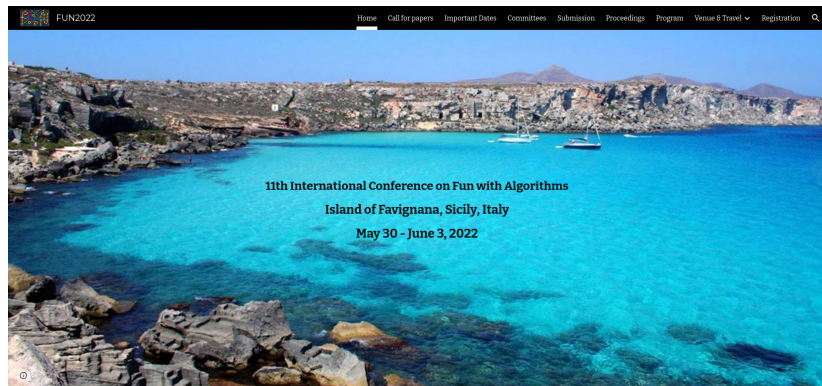 FUN2022
Home Call for papers Important Dates Committees Submission Proceedings Program Venue & Travel Registration
11th International Conference on Fun with Algorithms
Island of Favignana, Sicily, Italy
May 30 - June 3, 2022